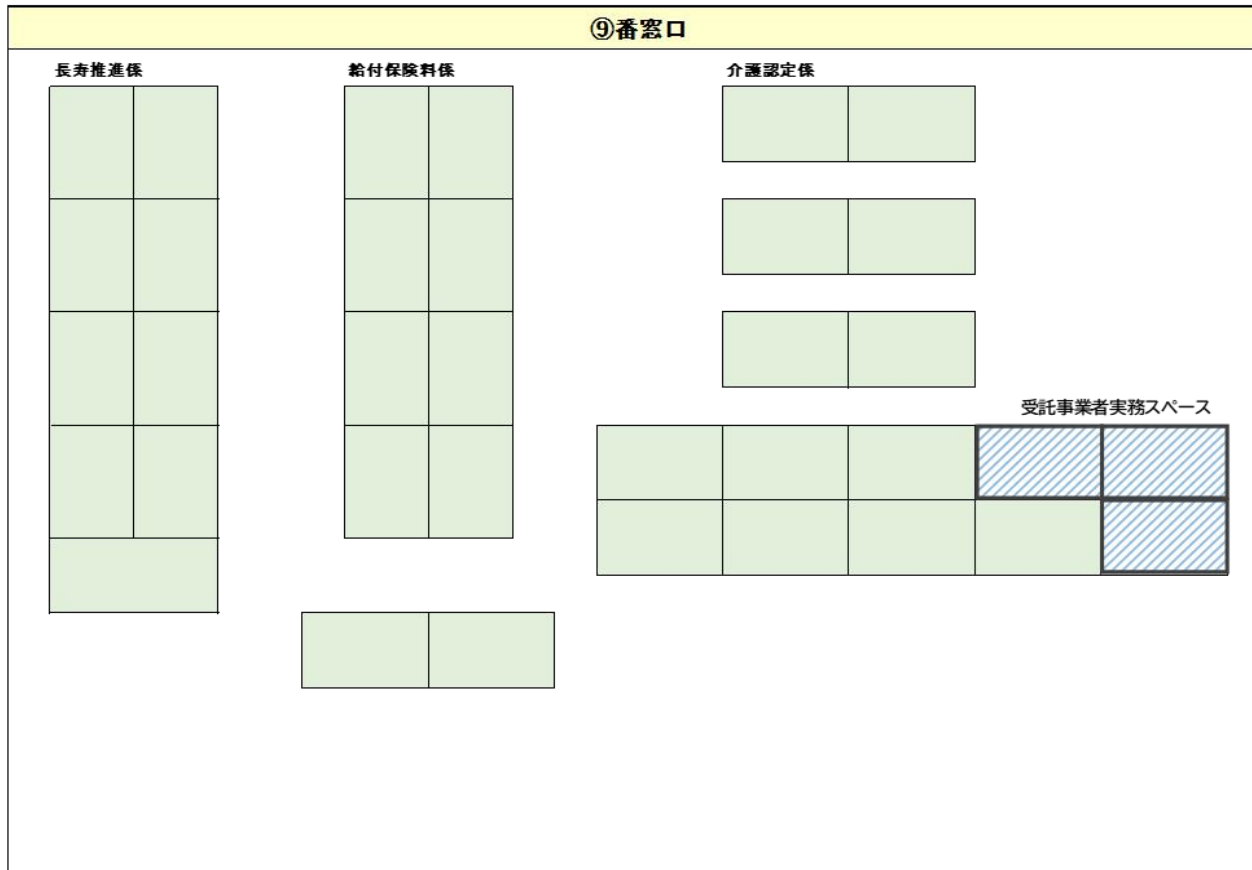 ⑨番窓口
長寿推進係
給付保険料係
介護認定係
受託事業者実務スペース